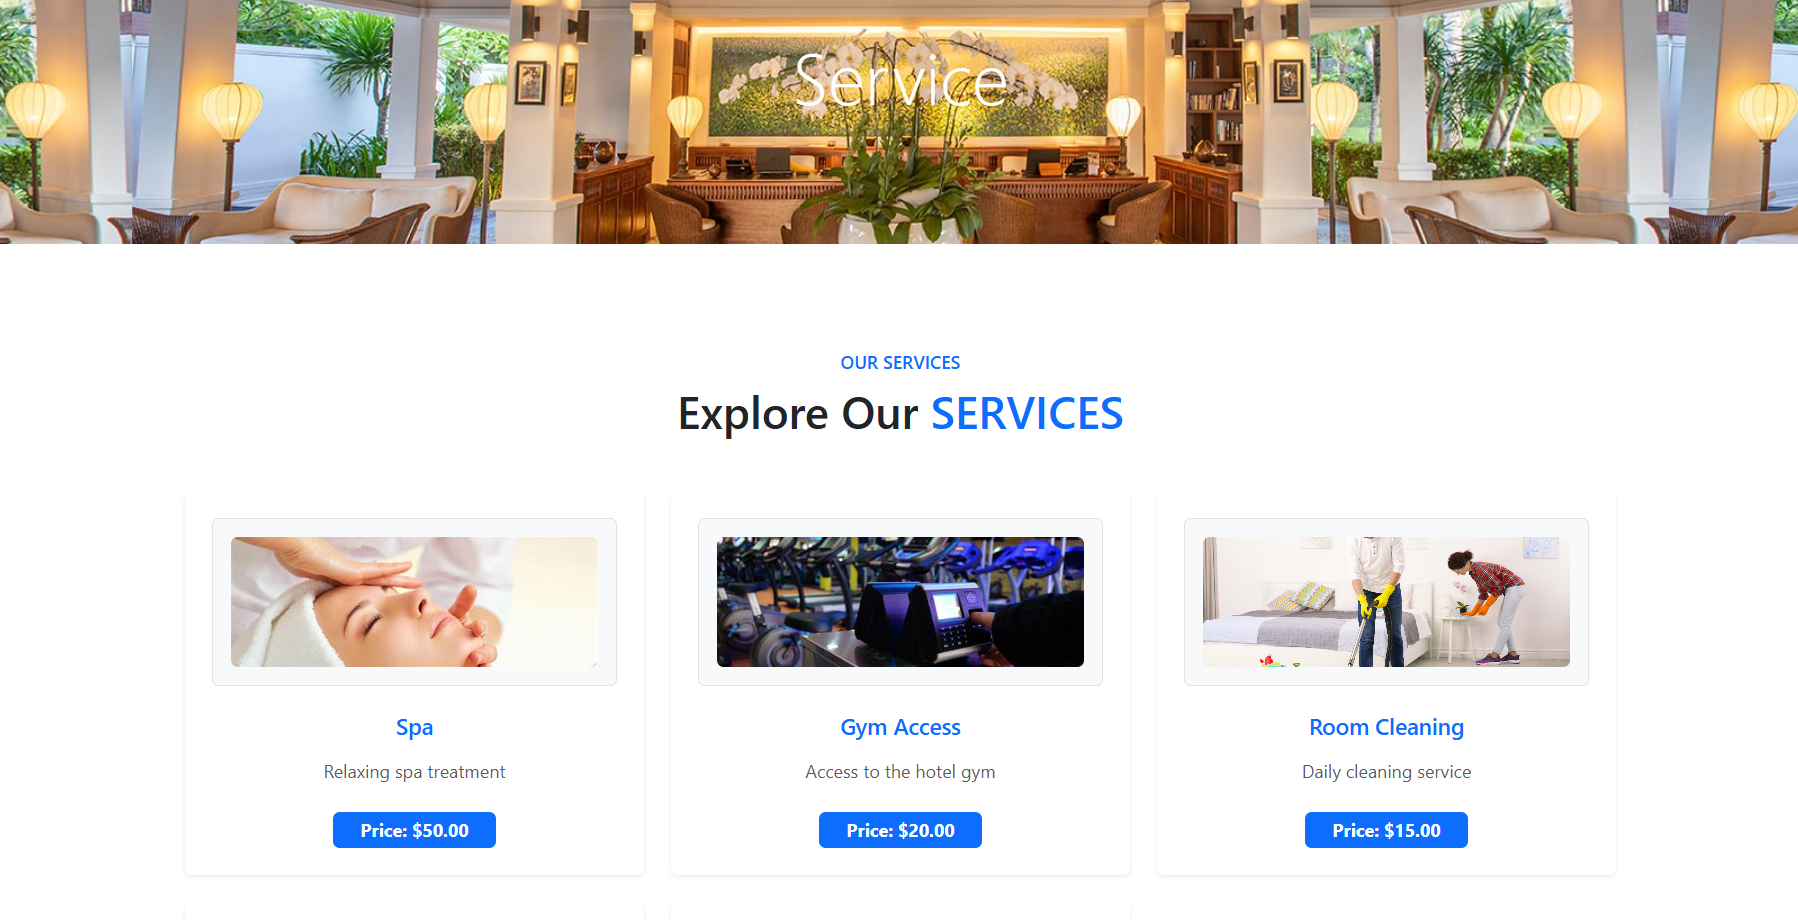 Service
OUR SERVICES
Explore Our SERVICES
Spa
Relaxing spa treatment
Price: $50.00
Gym Access
Access to the hotel gym
Price: $20.00
Room Cleaning
Daily cleaning service
Price: $15.00